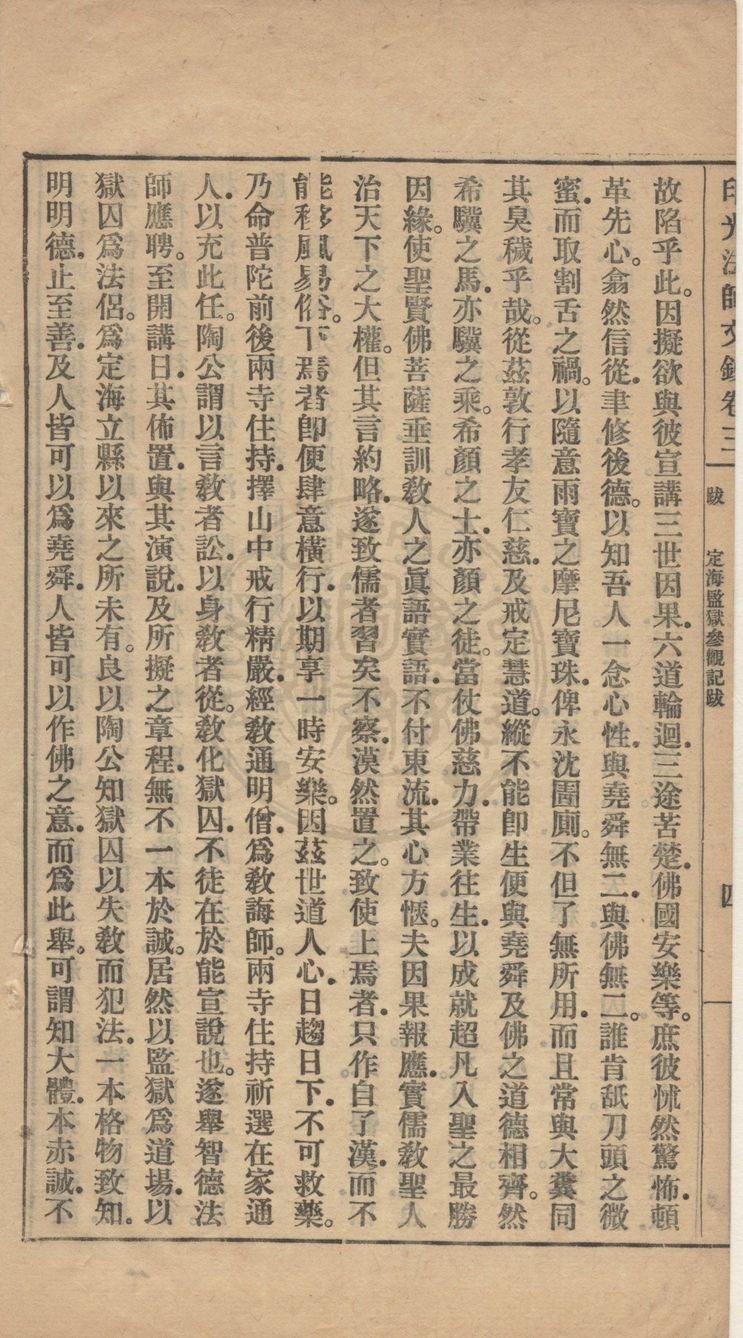 印光法師文鈔卷三 跋 定海監獄參觀記跋 四
故陷乎此。因擬欲與彼宣講三世因果.六道輪迴.三途苦楚.佛國安樂等。庶彼怵然驚怖.頓
革先心。翕然信從.聿修後德。以知吾人一念心性.與堯舜無二.與佛無二。誰肯舐刀頭之微
蜜.而取割舌之禍。以隨意雨寶之摩尼寶珠.俾永沈圊廁。不但了無所用.而且常與大糞同
其臭穢乎哉。從茲敦行孝友仁慈.及戒定慧道。縱不能卽生便與堯舜及佛之道德相齊。然
希驥之馬.亦驥之乘。希顏之士.亦顏之徒。當仗佛慈力.帶業往生.以成就超凡入聖之最勝
因緣。使聖賢佛菩薩垂訓敎人之眞語實語.不付東流.其心方愜。夫因果報應.實儒敎聖人
治天下之大權。但其言約略.遂致儒者習矣不察.漠然置之。致使上焉者.只作自了漢.而不
能移風易俗。下焉者卽便肆意橫行.以期享一時安樂。因茲世道人心.日趨日下.不可救藥。
乃命普陀前後兩寺住持.擇山中戒行精嚴.經敎通明僧.爲敎誨師。兩寺住持祈選在家通
人.以充此任。陶公謂以言敎者訟.以身敎者從。敎化獄囚.不徒在於能宣說也。遂舉智德法
師應聘。至開講日.其佈置.與其演說.及所擬之章程.無不一本於誠。居然以監獄爲道場.以
獄囚爲法侶。爲定海立縣以來之所未有。良以陶公知獄囚以失敎而犯法.一本格物致知。
明明德.止至善.及人皆可以爲堯舜.人皆可以作佛之意.而爲此舉。可謂知大體.本赤誠.不